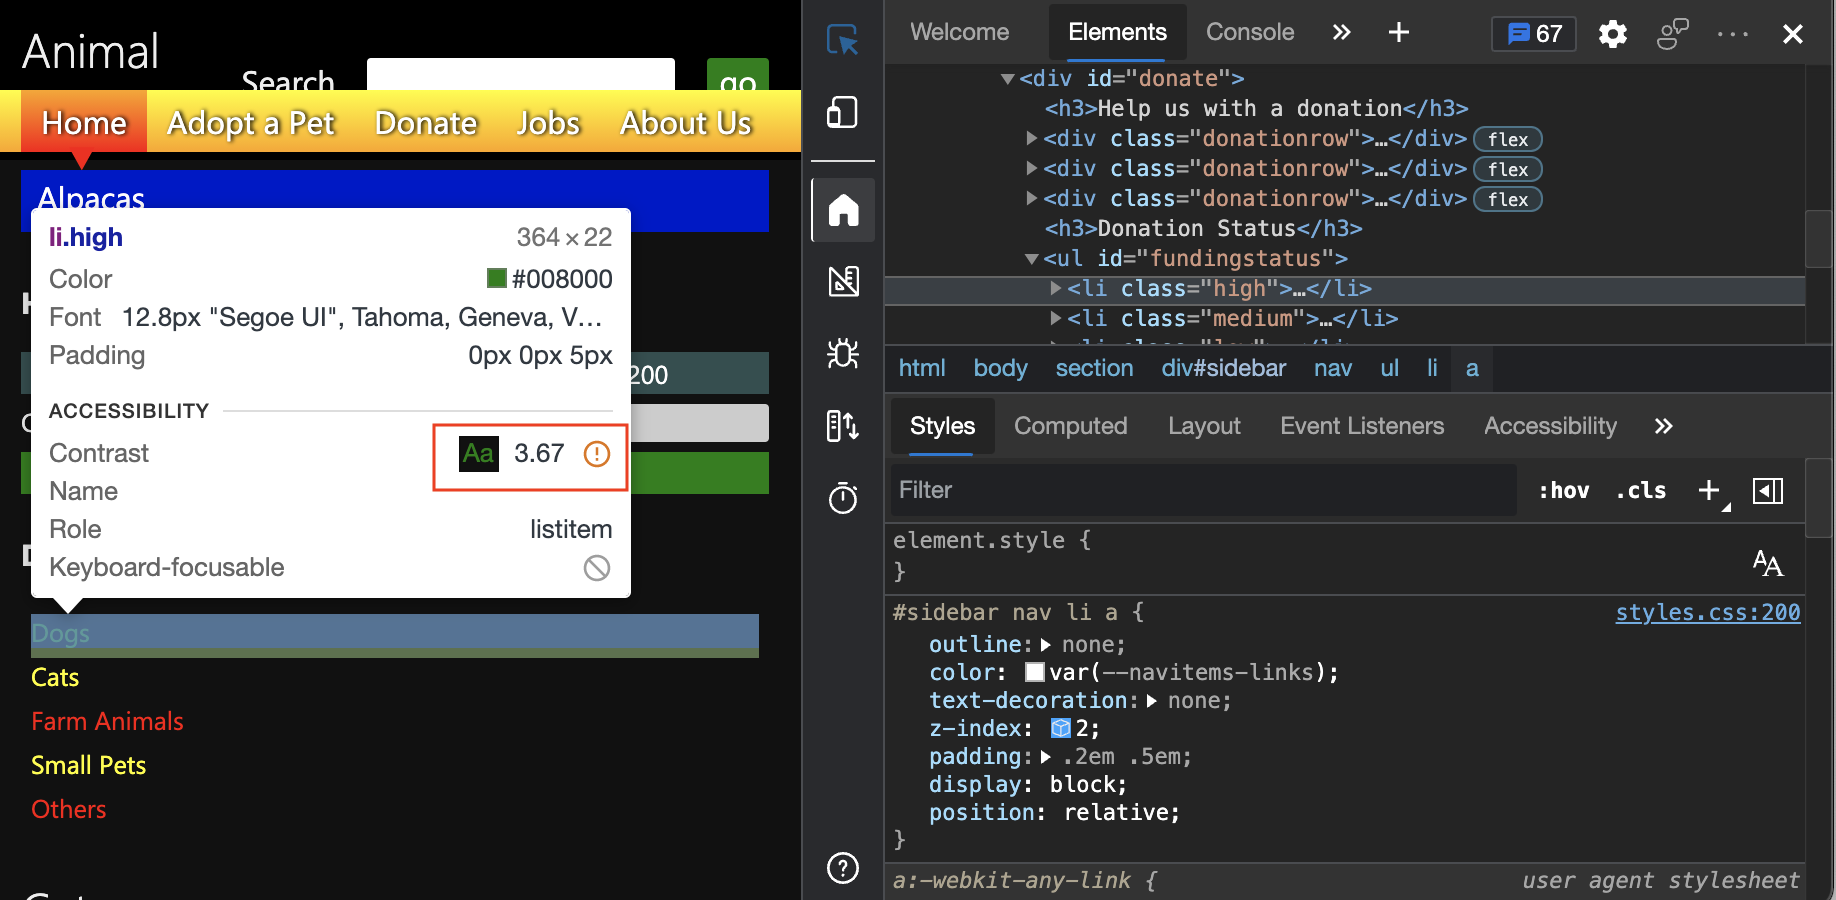 Animal
Search
go
Home Adopt a Pet Donate Jobs About Us
Alpacas
li.high 364 × 22
Color #008000
Font 12.8px "Segoe UI", Tahoma, Geneva, V…
Padding 0px 0px 5px
200
ACCESSIBILITY
Contrast Aa 3.67
Name
Role listitem
Keyboard-focusable
Dogs
Cats
Farm Animals
Small Pets
Others
Welcome Elements Console 67
<div id="donate">
<h3>Help us with a donation</h3>
<div class="donationrow">…</div> flex
<div class="donationrow">…</div> flex
<div class="donationrow">…</div> flex
<h3>Donation Status</h3>
<ul id="fundingstatus">
<li class="high">…</li>
<li class="medium">…</li>
html body section div#sidebar nav ul li a
Styles Computed Layout Event Listeners Accessibility
Filter :hov .cls
element.style {
}
#sidebar nav li a { styles.css:200
outline: none;
color: var(--navitems-links);
text-decoration: none;
z-index: 2;
padding: .2em .5em;
display: block;
position: relative;
}
a:-webkit-any-link { user agent stylesheet